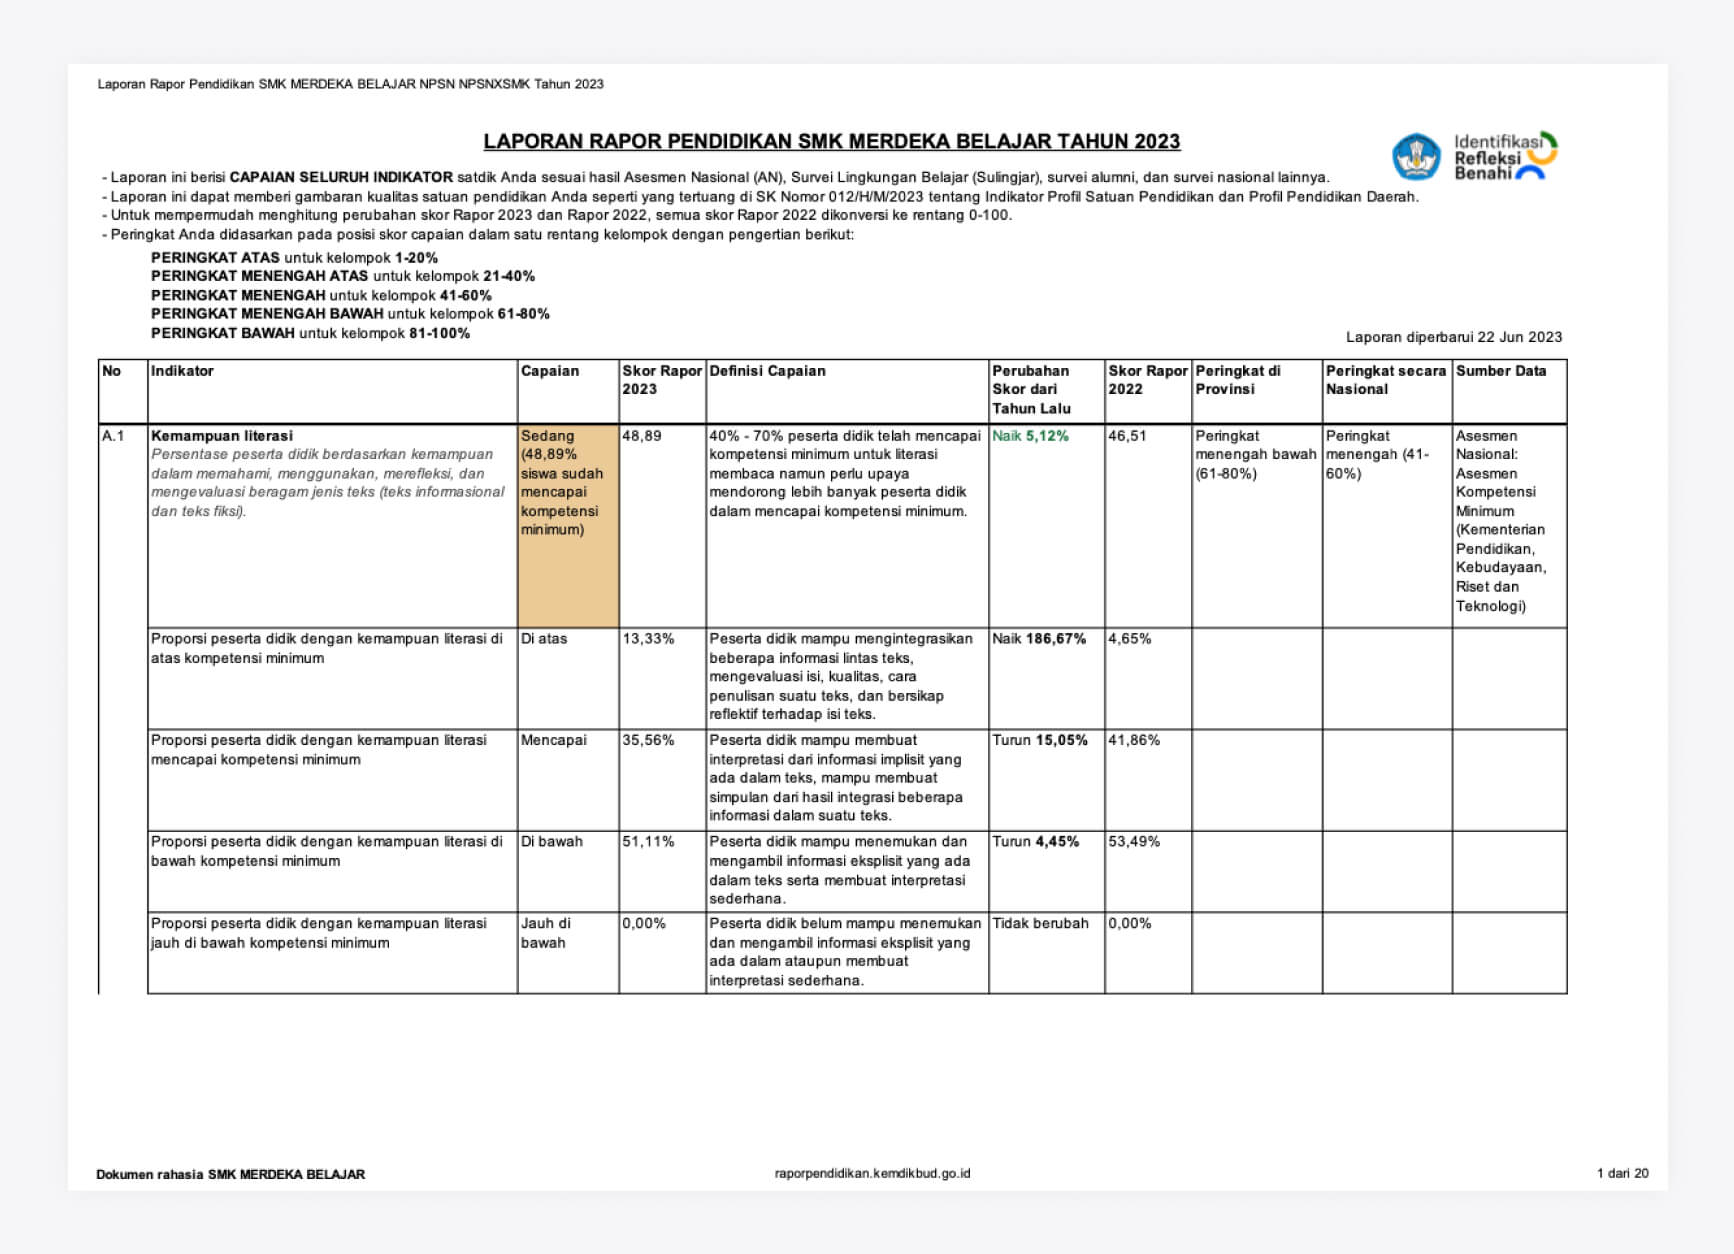 Laporan Rapor Pendidikan SMK MERDEKA BELAJAR NPSN NPSNXSMK Tahun 2023
LAPORAN RAPOR PENDIDIKAN SMK MERDEKA BELAJAR TAHUN 2023
Identifikasi
Refleksi
Benahi
- Laporan ini berisi CAPAIAN SELURUH INDIKATOR satdik Anda sesuai hasil Asesmen Nasional (AN), Survei Lingkungan Belajar (Sulingjar), survei alumni, dan survei nasional lainnya.
- Laporan ini dapat memberi gambaran kualitas satuan pendidikan Anda seperti yang tertuang di SK Nomor 012/H/M/2023 tentang Indikator Profil Satuan Pendidikan dan Profil Pendidikan Daerah.
- Untuk mempermudah menghitung perubahan skor Rapor 2023 dan Rapor 2022, semua skor Rapor 2022 dikonversi ke rentang 0-100.
- Peringkat Anda didasarkan pada posisi skor capaian dalam satu rentang kelompok dengan pengertian berikut:
PERINGKAT ATAS untuk kelompok 1-20%
PERINGKAT MENENGAH ATAS untuk kelompok 21-40%
PERINGKAT MENENGAH untuk kelompok 41-60%
PERINGKAT MENENGAH BAWAH untuk kelompok 61-80%
PERINGKAT BAWAH untuk kelompok 81-100%
Laporan diperbarui 22 Jun 2023
No
Indikator
Capaian
Skor Rapor
2023
Definisi Capaian
Perubahan
Skor dari
Tahun Lalu
Skor Rapor
2022
Peringkat di
Provinsi
Peringkat secara
Nasional
Sumber Data
A.1
Kemampuan literasi
Persentase peserta didik berdasarkan kemampuan
dalam memahami, menggunakan, merefleksi, dan
mengevaluasi beragam jenis teks (teks informasional
dan teks fiksi).
Sedang
(48,89%
siswa sudah
mencapai
kompetensi
minimum)
48,89
40% - 70% peserta didik telah mencapai
kompetensi minimum untuk literasi
membaca namun perlu upaya
mendorong lebih banyak peserta didik
dalam mencapai kompetensi minimum.
Naik 5,12%
46,51
Peringkat
menengah bawah
(61-80%)
Peringkat
menengah (41-
60%)
Asesmen
Nasional:
Asesmen
Kompetensi
Minimum
(Kementerian
Pendidikan,
Kebudayaan,
Riset dan
Teknologi)
Proporsi peserta didik dengan kemampuan literasi di
atas kompetensi minimum
Di atas
13,33%
Peserta didik mampu mengintegrasikan
beberapa informasi lintas teks,
mengevaluasi isi, kualitas, cara
penulisan suatu teks, dan bersikap
reflektif terhadap isi teks.
Naik 186,67%
4,65%
Proporsi peserta didik dengan kemampuan literasi
mencapai kompetensi minimum
Mencapai
35,56%
Peserta didik mampu membuat
interpretasi dari informasi implisit yang
ada dalam teks, mampu membuat
simpulan dari hasil integrasi beberapa
informasi dalam suatu teks.
Turun 15,05%
41,86%
Proporsi peserta didik dengan kemampuan literasi di
bawah kompetensi minimum
Di bawah
51,11%
Peserta didik mampu menemukan dan
mengambil informasi eksplisit yang ada
dalam teks serta membuat interpretasi
sederhana.
Turun 4,45%
53,49%
Proporsi peserta didik dengan kemampuan literasi
jauh di bawah kompetensi minimum
Jauh di
bawah
0,00%
Peserta didik belum mampu menemukan
dan mengambil informasi eksplisit yang
ada dalam ataupun membuat
interpretasi sederhana.
Tidak berubah
0,00%
Dokumen rahasia SMK MERDEKA BELAJAR
raporpendidikan.kemdikbud.go.id
1 dari 20